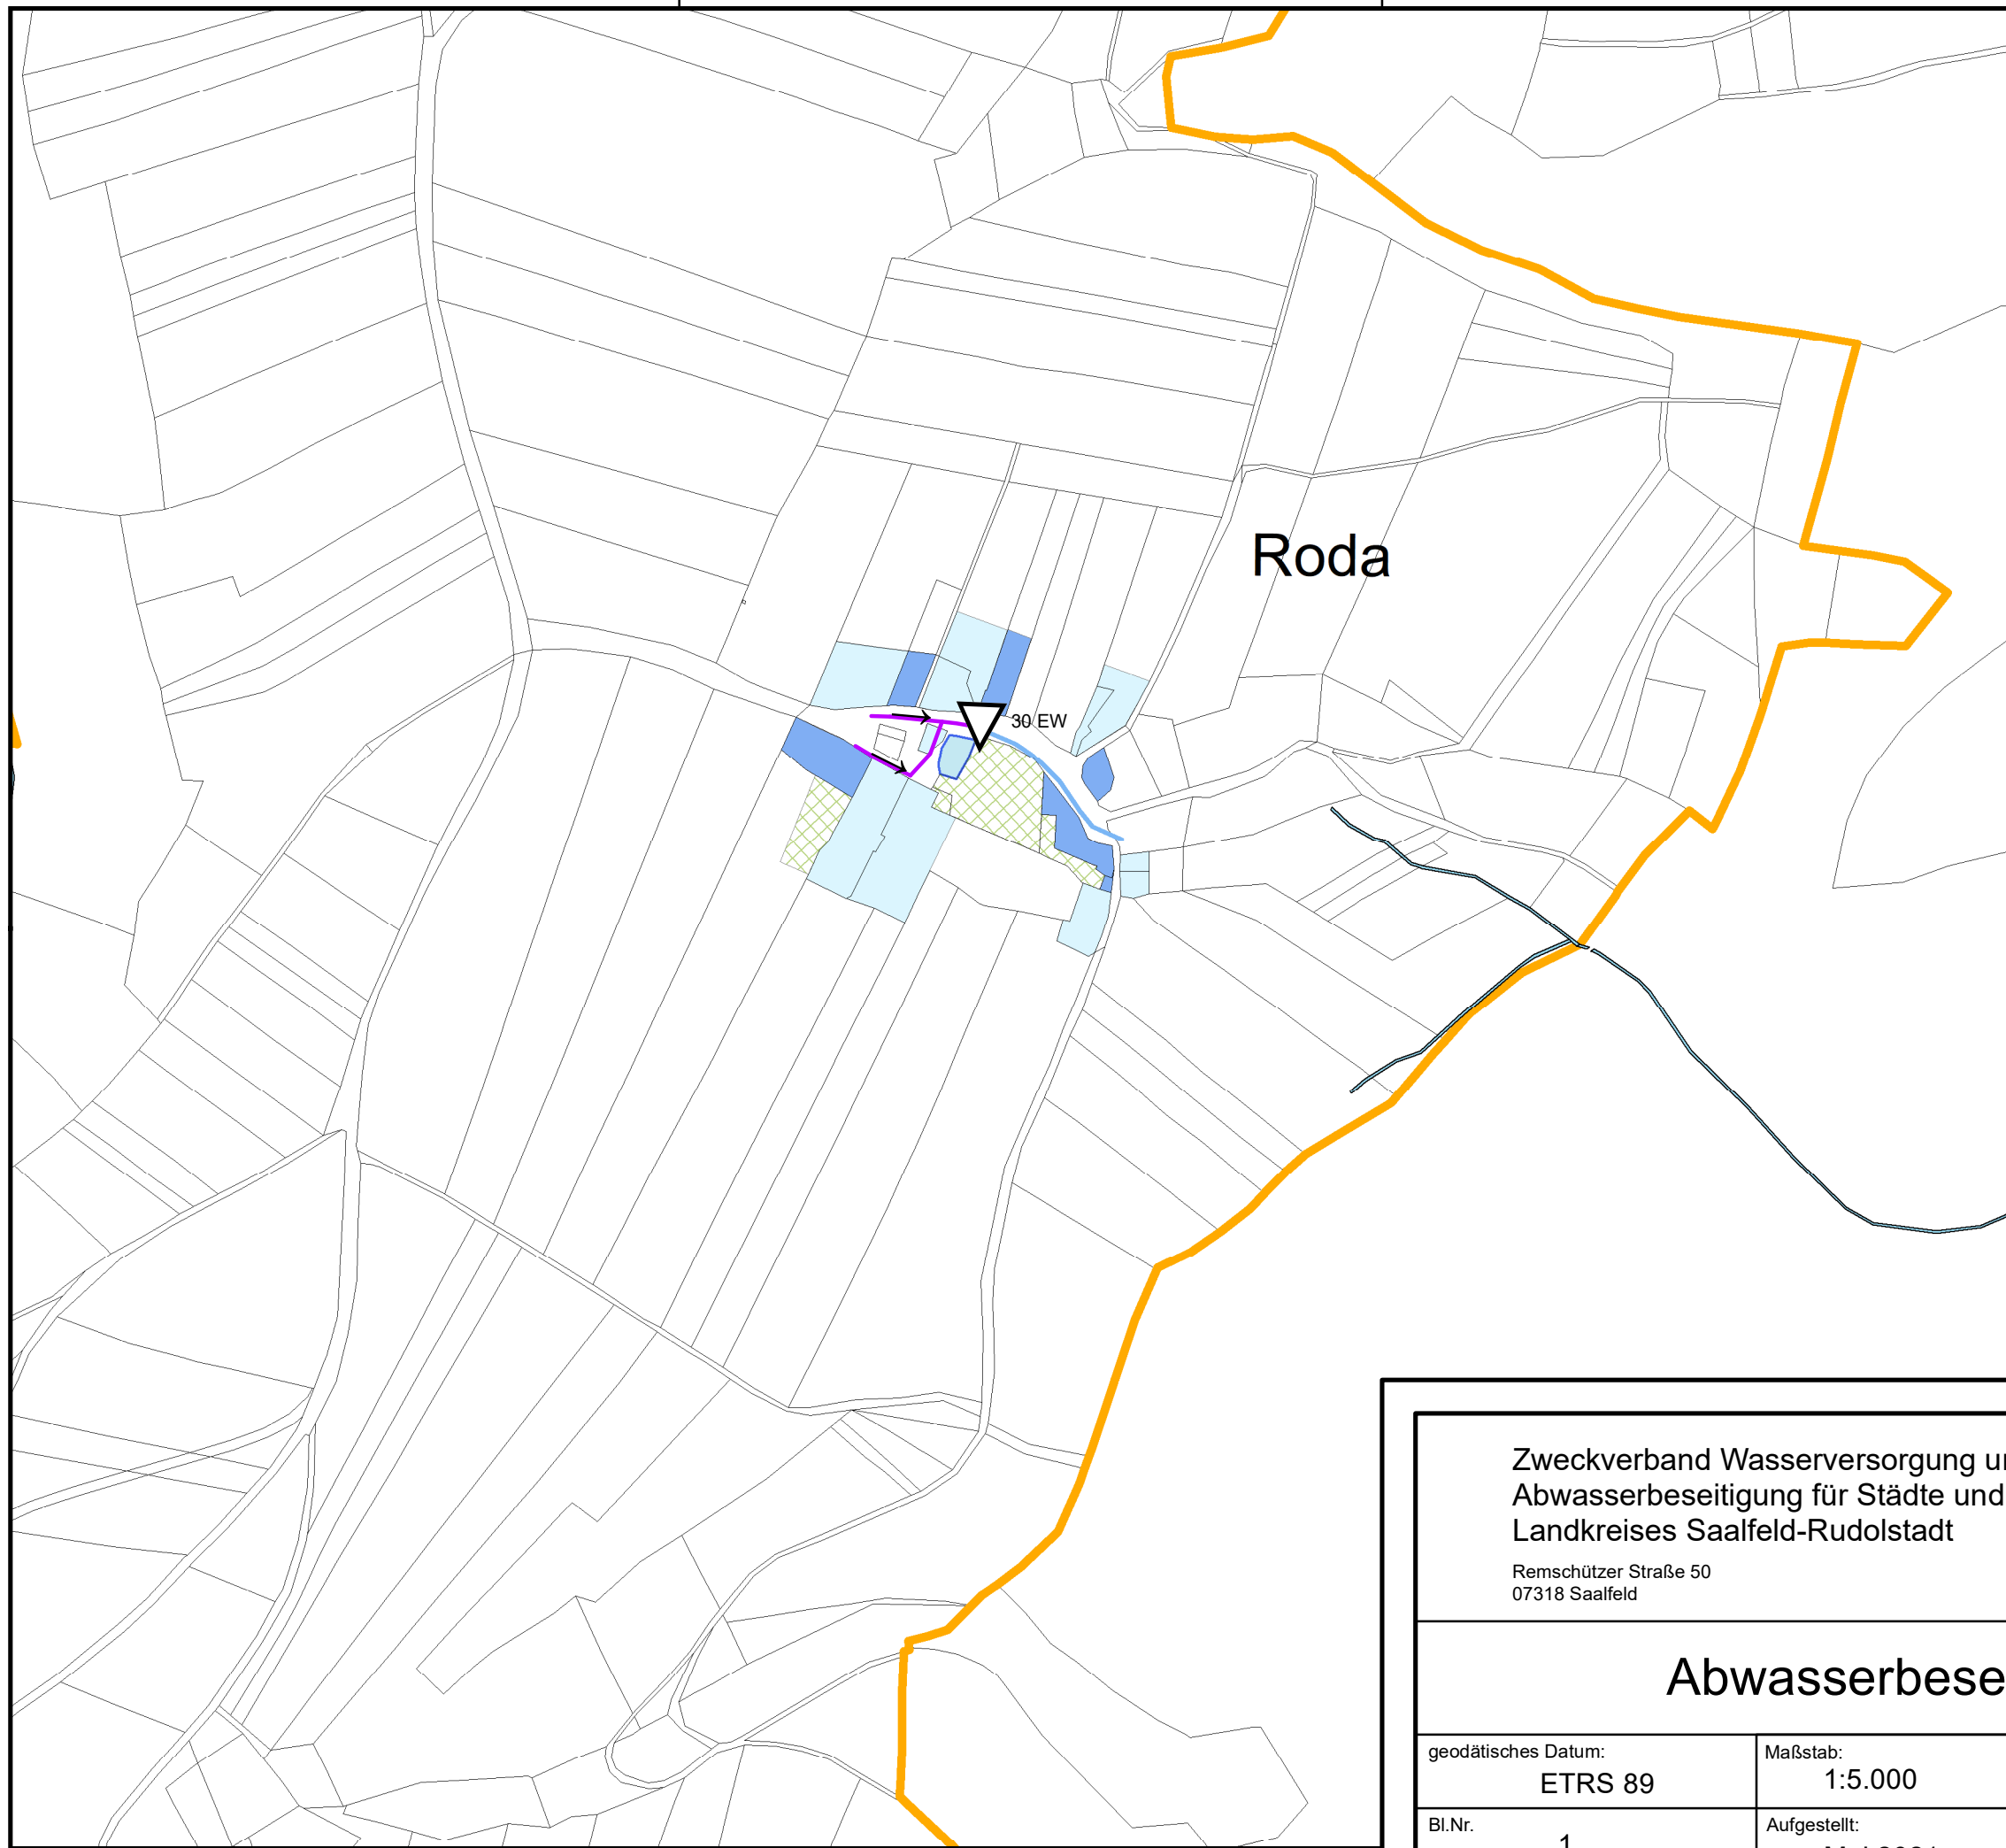 Roda
30 EW
Zweckverband Wasserversorgung
Abwasserbeseitigung für Städte und
Landkreises Saalfeld-Rudolstadt
Remschützer Straße 50
07318 Saalfeld
geodätisches Datum:
ETRS 89
Maßstab:
1:5.000
Bl.Nr.
1
Aufgestellt: